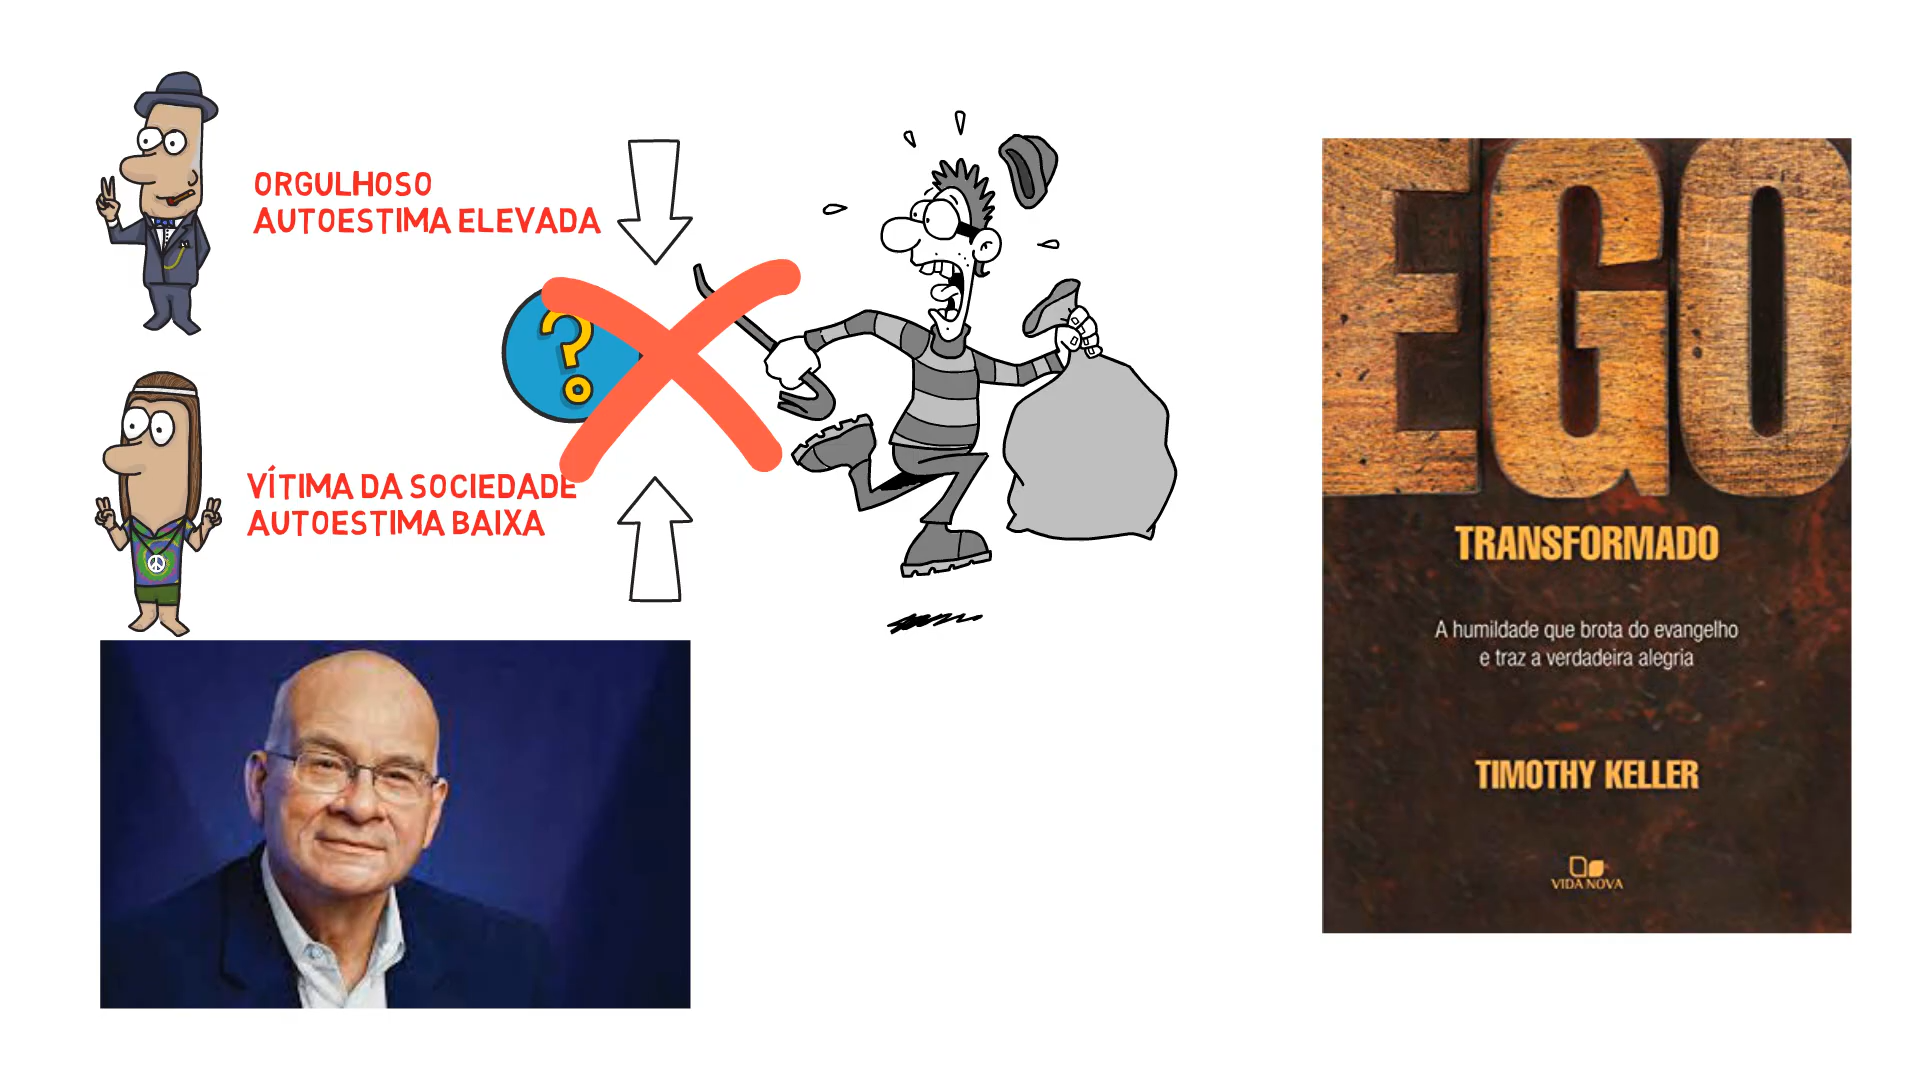 ORGULHOSO
AUTOESTIMA ELEVADA
?
VÍTIMA DA SOCIEDADE
AUTOESTIMA BAIXA
EGO
TRANSFORMADO
A humildade que brota do evangelho
e traz a verdadeira alegria
TIMOTHY KELLER
VIDA NOVA